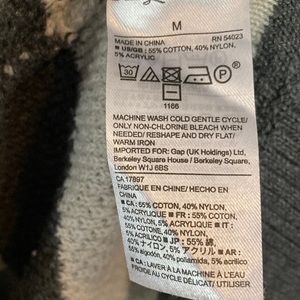 M
MADE IN CHINA RN 54023
■ US/GB : 55% COTTON, 40% NYLON,
5% ACRYLIC
30
P
1166
MACHINE WASH COLD GENTLE CYCLE/
ONLY NON-CHLORINE BLEACH WHEN
NEEDED/ RESHAPE AND DRY FLAT/
WARM IRON
IMPORTED FOR: Gap (UK Holdings) Ltd.
Berkeley Square House / Berkeley Square,
London W1J 6BS
CA 17897
FABRIQUÉ EN CHINE/ HECHO EN
CHINA
■ CA : 55% COTON, 40% NYLON,
5% ACRYLIQUE ■ FR : 55% COTON,
40% NYLON, 5% ACRYLIQUE ■ IT :
55% COTONE, 40% NYLON, 5%
ACRILICO ■ JP : 55% 綿,
40% ナイロン, 5% アクリル ■ AR :
55% algodón, 40% poliamida, 5% acrílico
■ CA : LAVER À LA MACHINE À L'EAU
FROIDE AU CYCLE DÉLICAT/ UTILISER